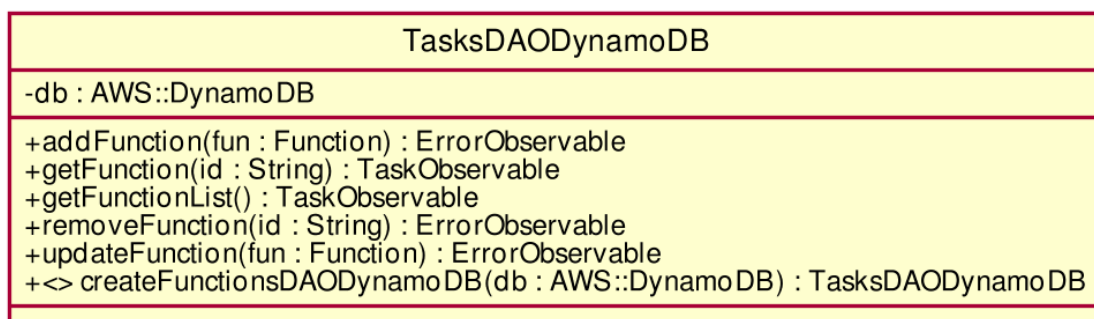 TasksDAODynamoDB
-db : AWS::DynamoDB
+addFunction(fun : Function) : ErrorObservable
+getFunction(id : String) : TaskObservable
+getFunctionList() : TaskObservable
+removeFunction(id : String) : ErrorObservable
+updateFunction(fun : Function) : ErrorObservable
+<> createFunctionsDAODynamoDB(db : AWS::DynamoDB) : TasksDAODynamoDB